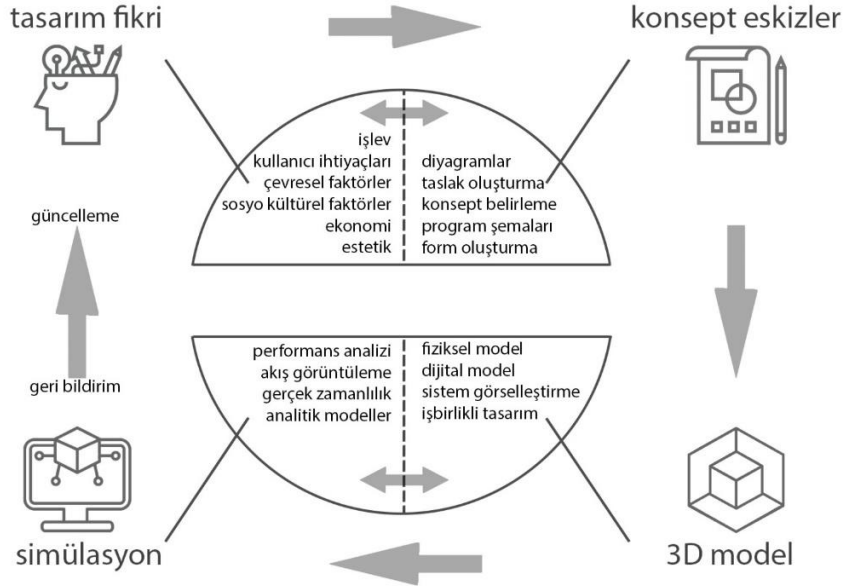 tasarım fikri
konsept eskizler
işlev
kullanıcı ihtiyaçları
çevresel faktörler
sosyo kültürel faktörler
ekonomi
estetik
diyagramlar
taslak oluşturma
konsept belirleme
program şemaları
form oluşturma
güncelleme
geri bildirim
performans analizi
akış görüntüleme
gerçek zamanlılık
analitik modeller
fiziksel model
dijital model
sistem görselleştirme
işbirlikli tasarım
simülasyon
3D model